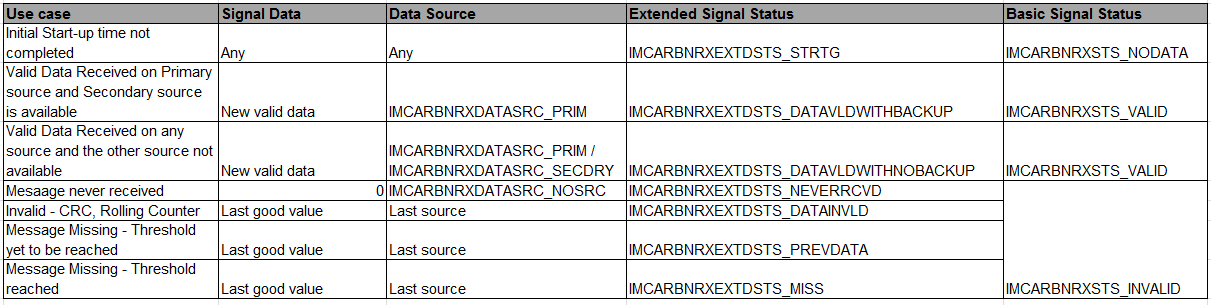 Use case Signal Data Data Source Extended Signal Status Basic Signal Status
Initial Start-up time not
completed Any Any IMCARBNRXEXTDSTS_STRTG IMCARBNRXSTS_NODATA
Valid Data Received on Primary
source and Secondary source
is available New valid data IMCARBNRXDATASRC_PRIM IMCARBNRXEXTDSTS_DATAVLDWITHBACKUP IMCARBNRXSTS_VALID
Valid Data Received on any
source and the other source not IMCARBNRXDATASRC_PRIM /
available New valid data IMCARBNRXDATASRC_SECDRY IMCARBNRXEXTDSTS_DATAVLDWITHNOBACKUP IMCARBNRXSTS_VALID
Message never received 0 IMCARBNRXDATASRC_NOSRC IMCARBNRXEXTDSTS_NEVERRCVD
Invalid - CRC, Rolling Counter Last good value Last source IMCARBNRXEXTDSTS_DATAINVLD
Message Missing - Threshold
yet to be reached Last good value Last source IMCARBNRXEXTDSTS_PREVDATA
Message Missing - Threshold
reached Last good value Last source IMCARBNRXEXTDSTS_MISS IMCARBNRXSTS_INVALID